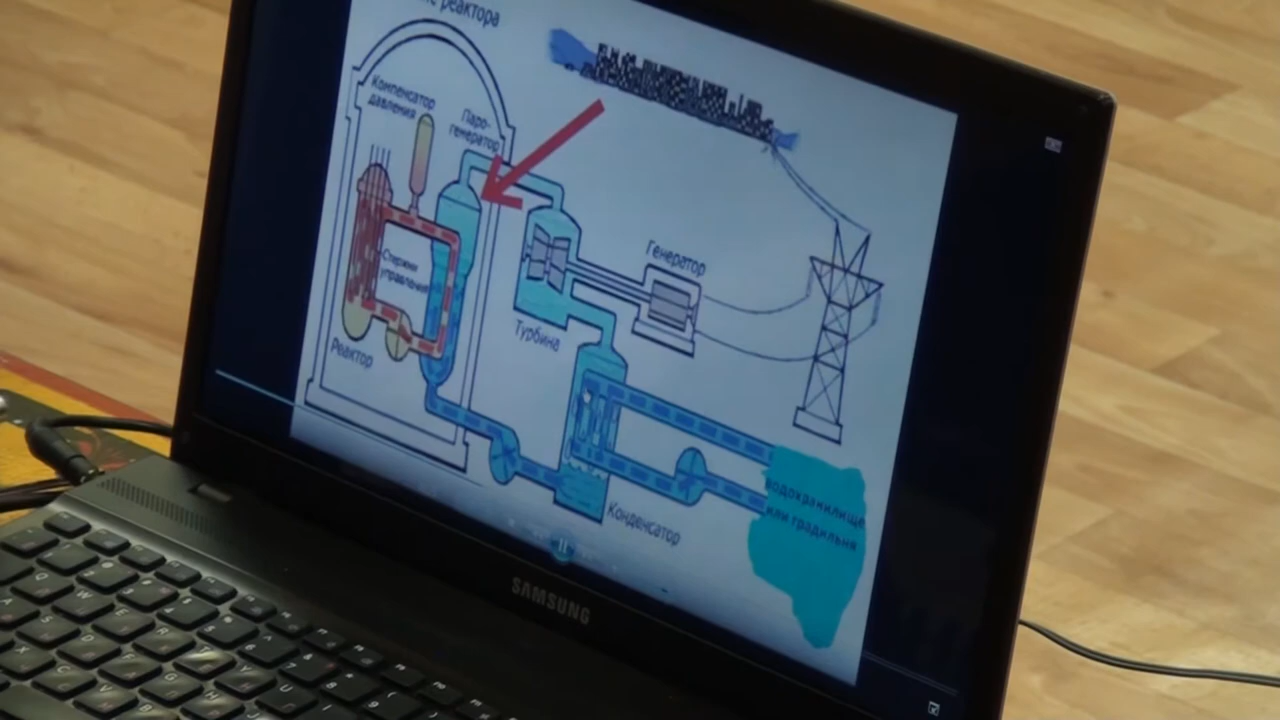 реактора
Компенсатор
давления
Паро-
генератор
Стержни
управления
Реактор
Генератор
Турбина
Конденсатор
водохранилище
или градильня
SAMSUNG